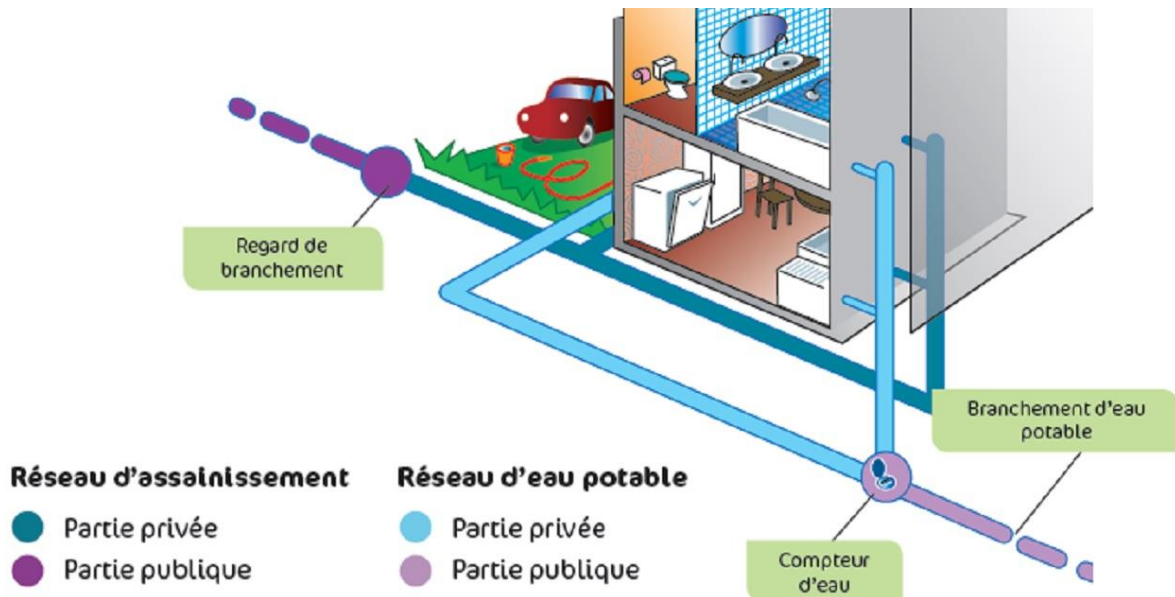 Regard de
branchement
Branchement d'eau
potable
Compteur
d'eau
Réseau d'assainissement
Partie privée
Partie publique
Réseau d'eau potable
Partie privée
Partie publique